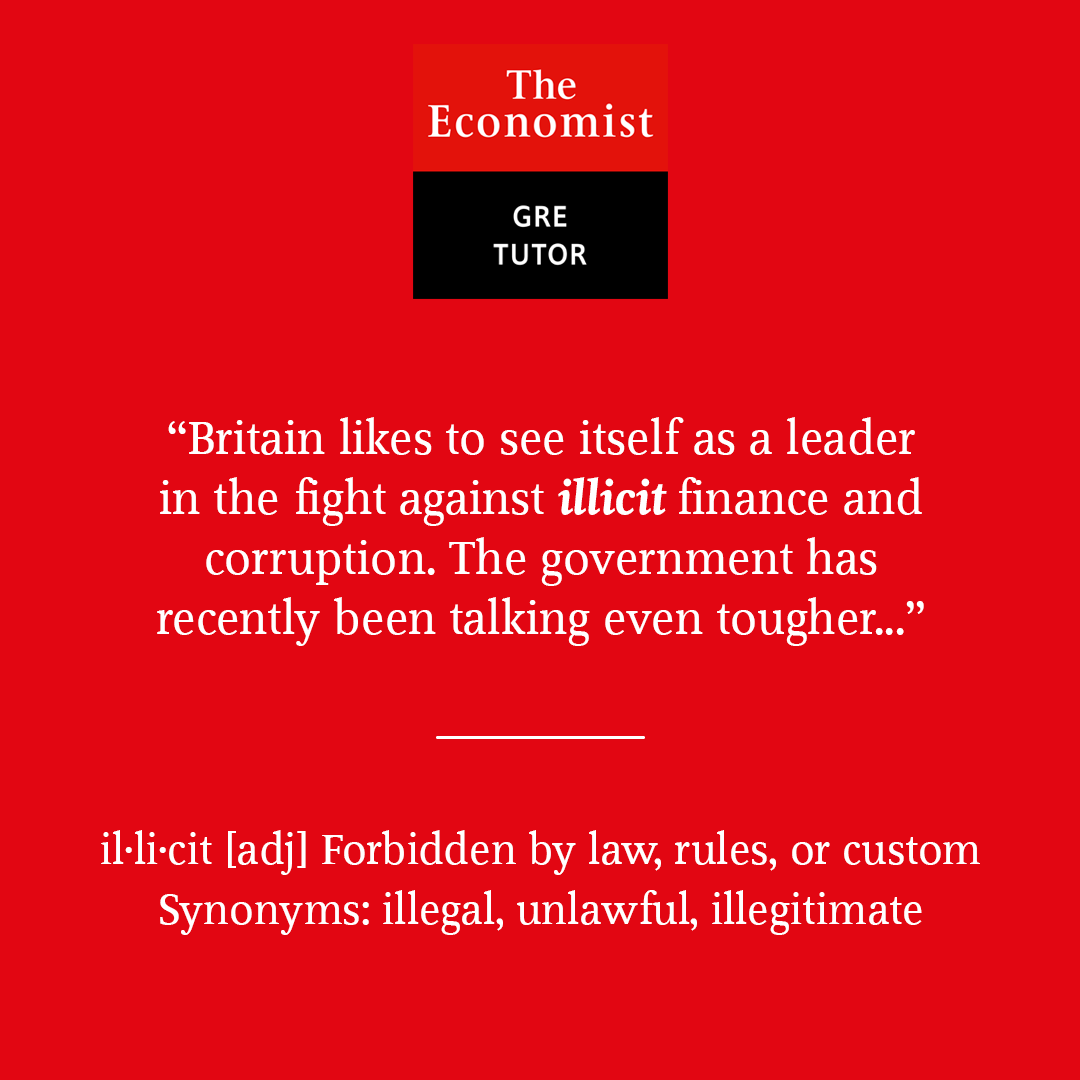 The
Economist
GRE
TUTOR
“Britain likes to see itself as a leader
in the fight against illicit finance and
corruption. The government has
recently been talking even tougher...”
il·li·cit [adj] Forbidden by law, rules, or custom
Synonyms: illegal, unlawful, illegitimate